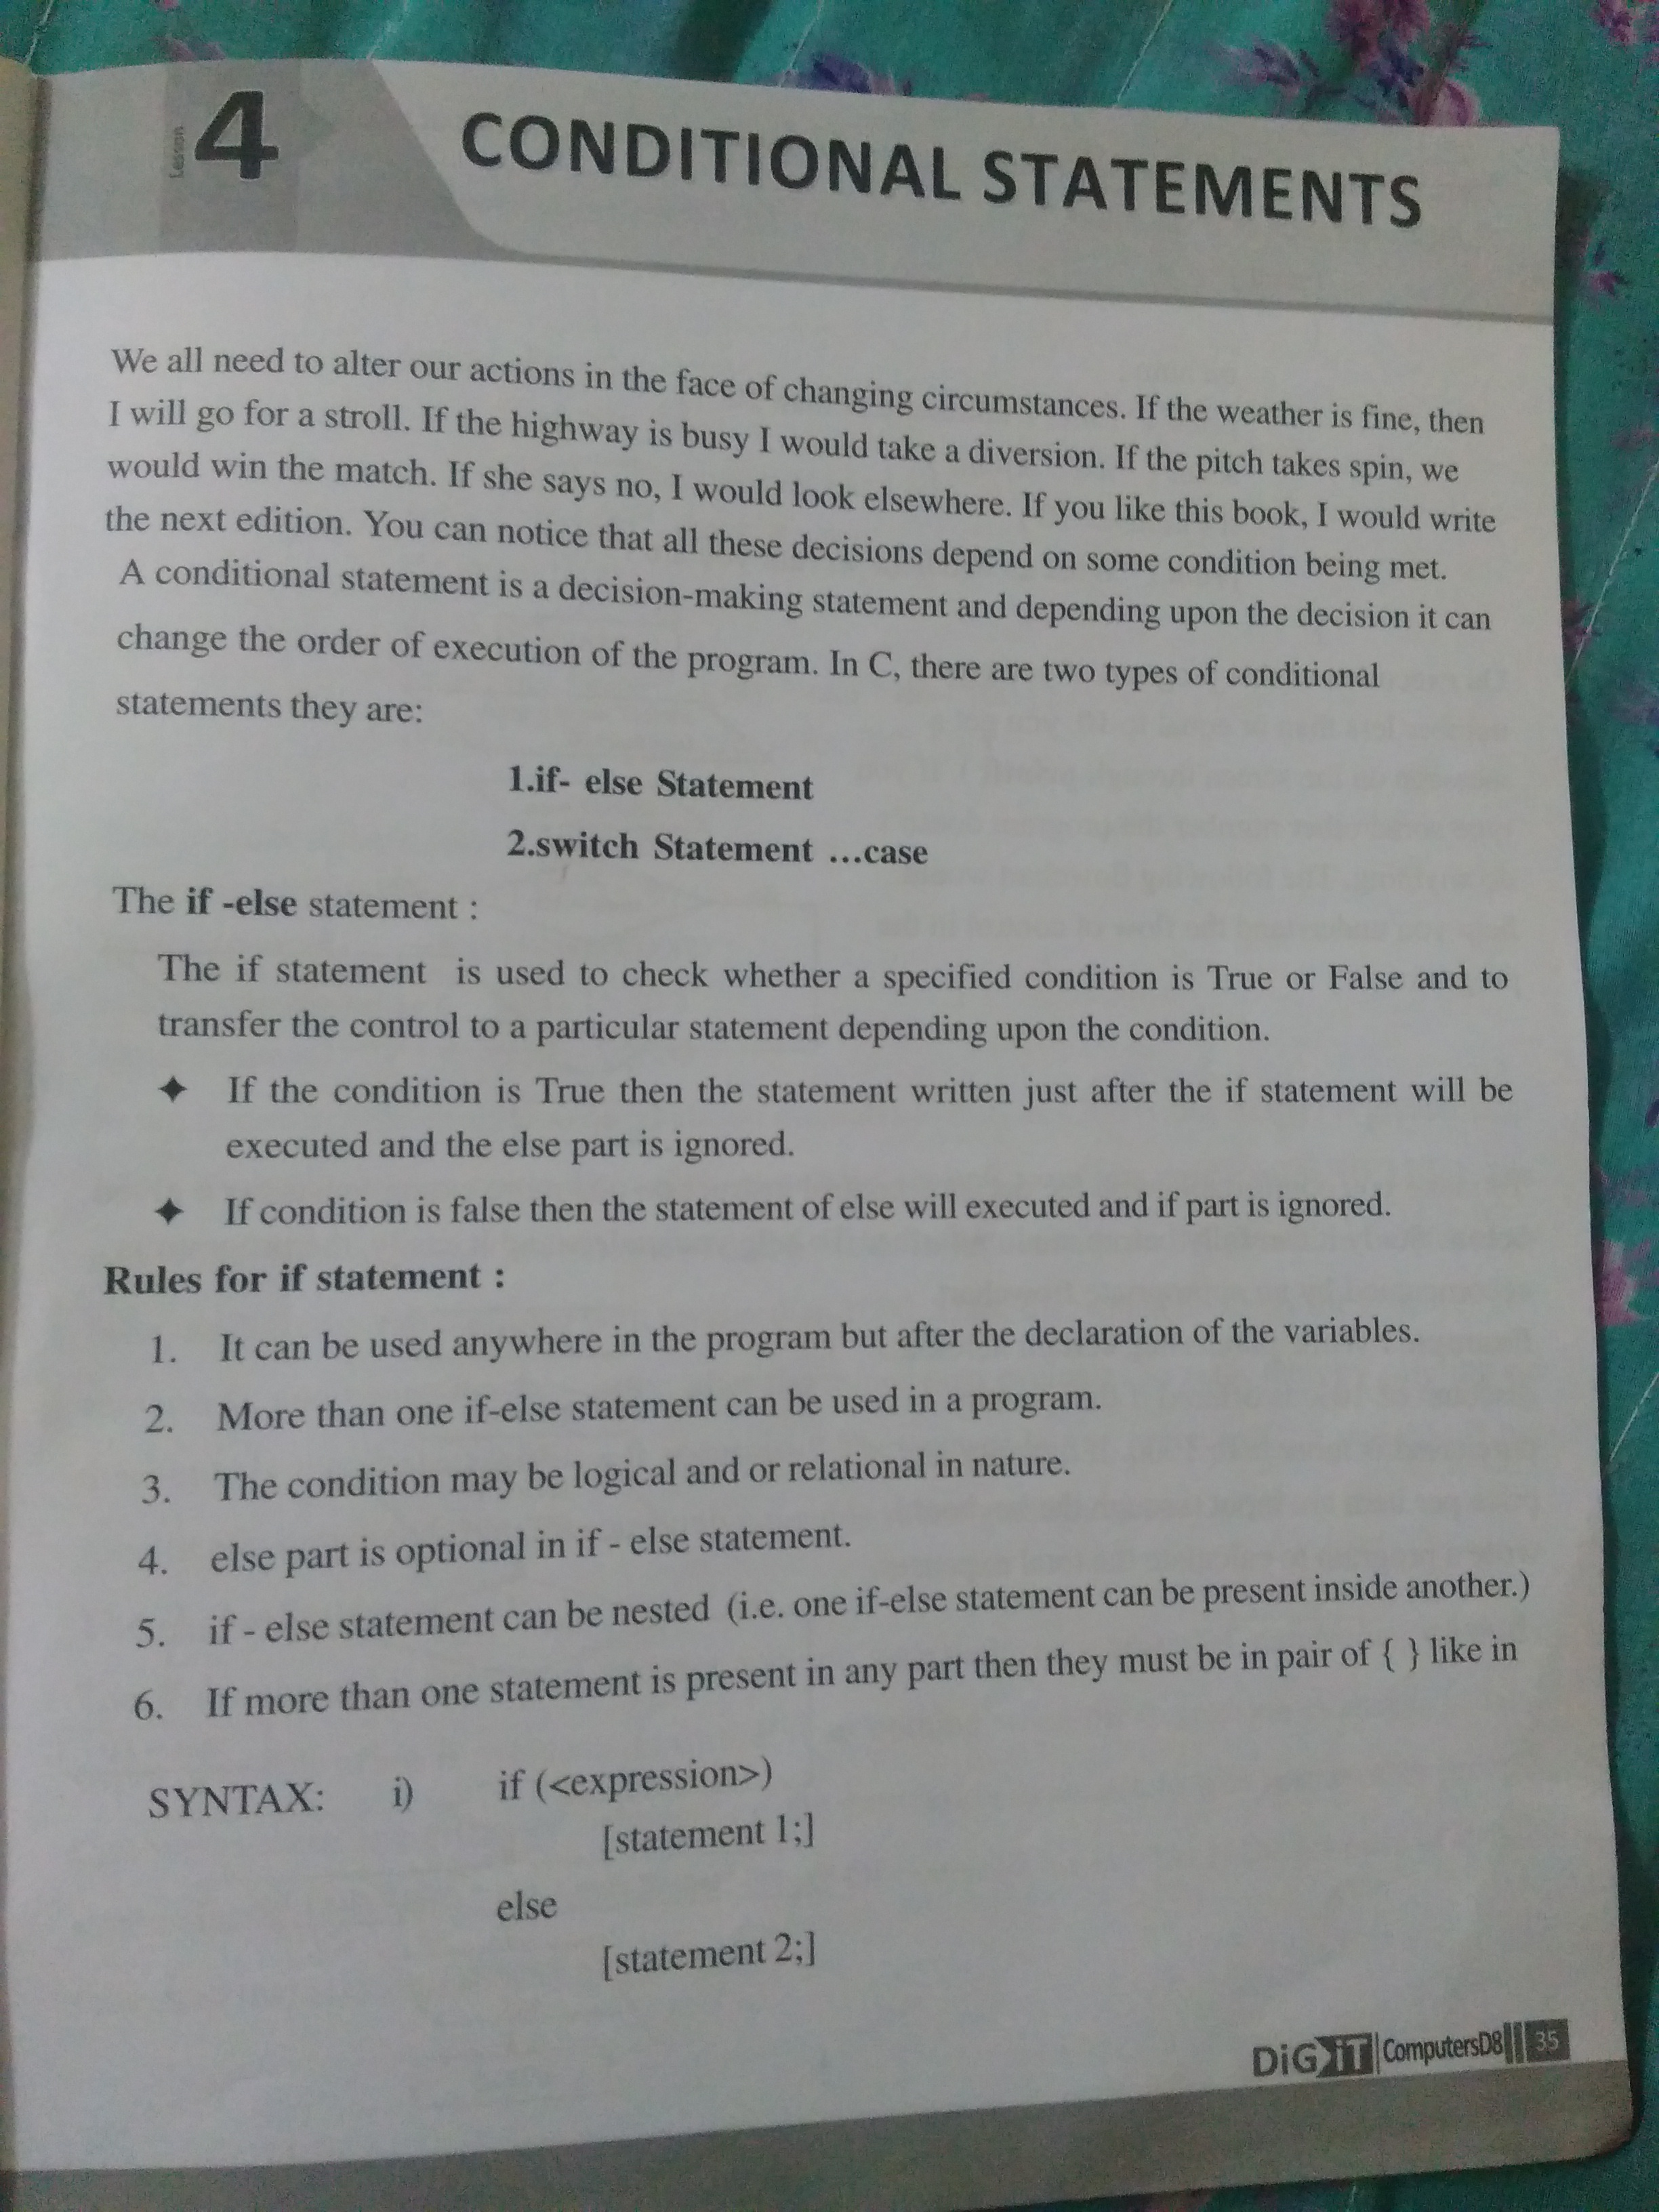 Lesson
4
CONDITIONAL STATEMENTS
We all need to alter our actions in the face of changing circumstances. If the weather is fine, then
I will go for a stroll. If the highway is busy I would take a diversion. If the pitch takes spin, we
would win the match. If she says no, I would look elsewhere. If you like this book, I would write
the next edition. You can notice that all these decisions depend on some condition being met.
A conditional statement is a decision-making statement and depending upon the decision it can
change the order of execution of the program. In C, there are two types of conditional
statements they are:
1.if- else Statement
2.switch Statement ...case
The if -else statement :
The if statement is used to check whether a specified condition is True or False and to
transfer the control to a particular statement depending upon the condition.
✦ If the condition is True then the statement written just after the if statement will be
executed and the else part is ignored.
✦ If condition is false then the statement of else will executed and if part is ignored.
Rules for if statement :
1. It can be used anywhere in the program but after the declaration of the variables.
2. More than one if-else statement can be used in a program.
3. The condition may be logical and or relational in nature.
4. else part is optional in if - else statement.
5. if - else statement can be nested (i.e. one if-else statement can be present inside another.)
6. If more than one statement is present in any part then they must be in pair of { } like in
SYNTAX: i) if (<expression>)
[statement 1;]
else
[statement 2;]
DiGiT ComputersD8 35